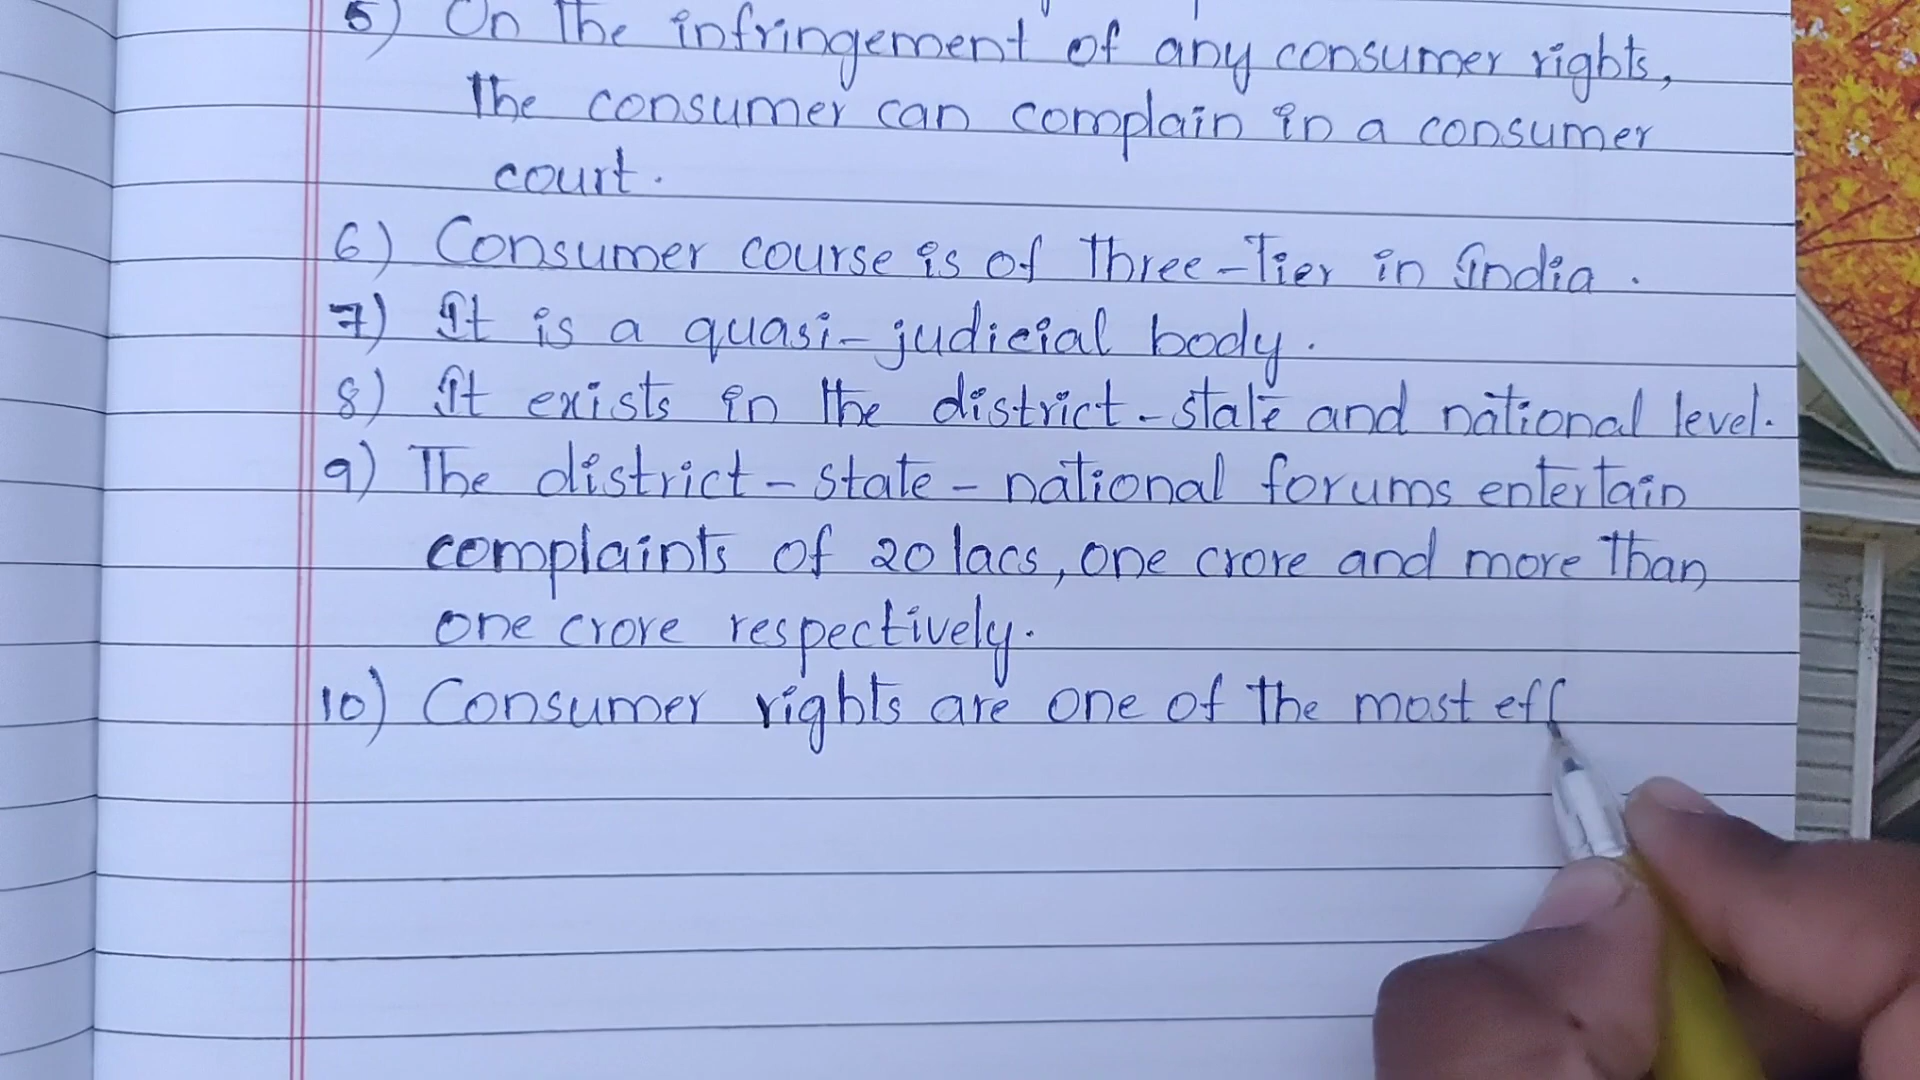 5) On the infringement of any consumer rights,
the consumer can complain in a consumer
court.
6) Consumer course is of three-Tier in India.
7) It is a quasi-judicial body.
8) It exists in the district-state and national level.
9) The district-state-national forums entertain
complaints of 20 lacs, one crore and more than
one crore respectively.
10) Consumer rights are one of the most eff